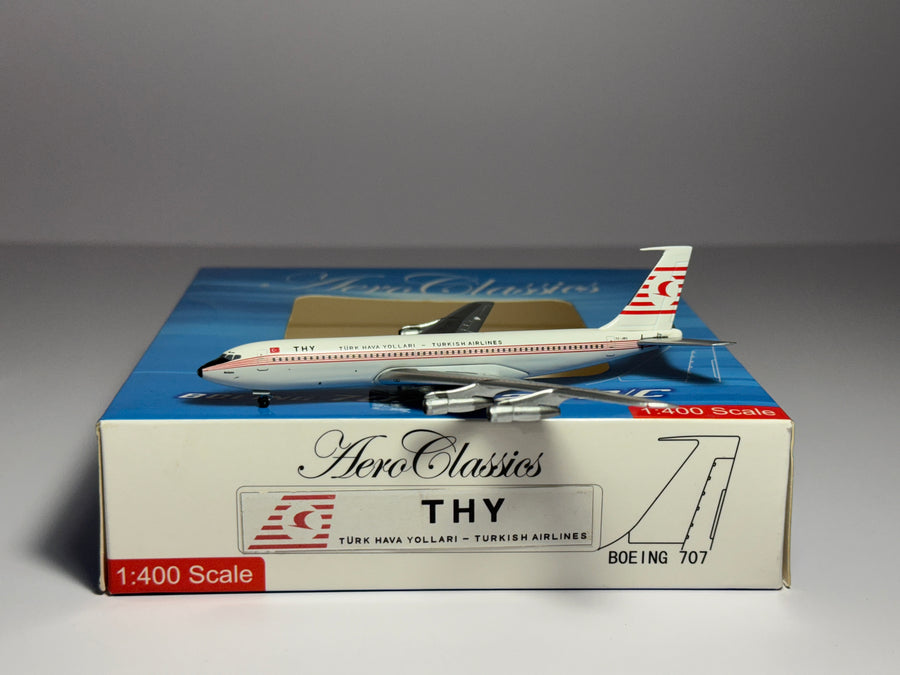 AeroClassics
THY TÜRK HAVA YOLLARI – TURKISH AIRLINES
1:400 Scale
AeroClassics
THY
TÜRK HAVA YOLLARI – TURKISH AIRLINES
BOEING 707
1:400 Scale